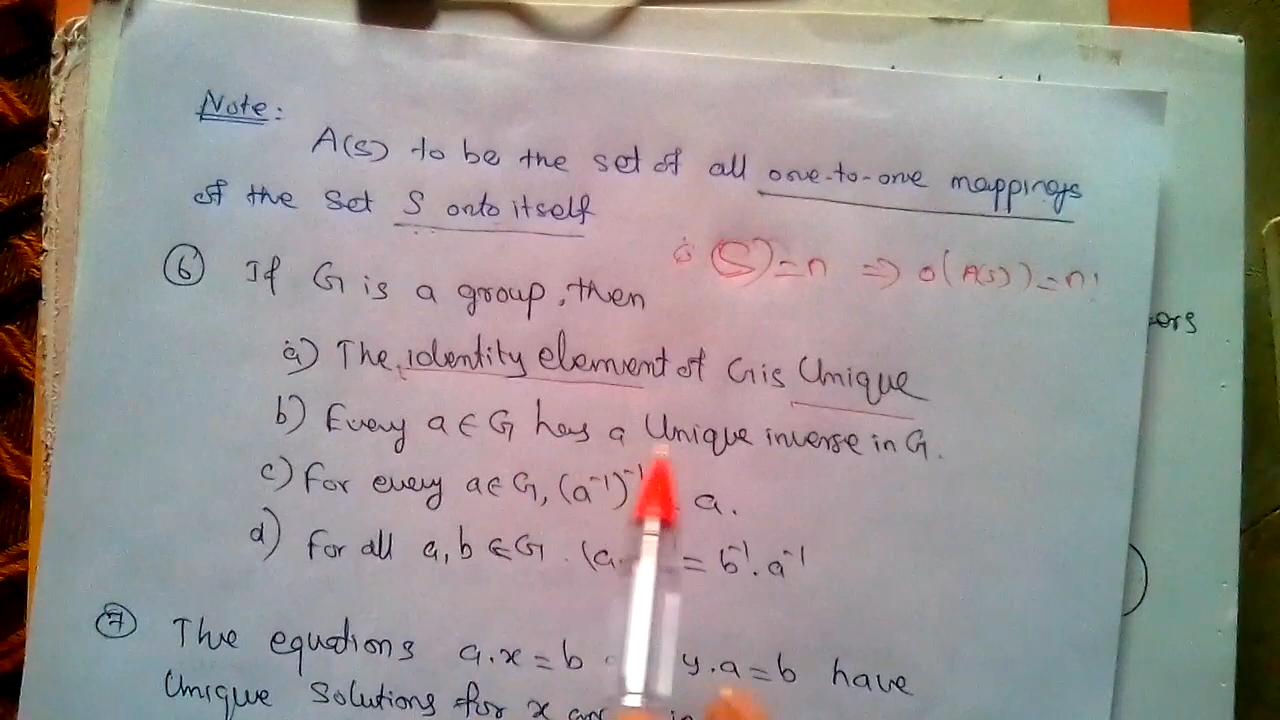 Note:
A(S) to be the set of all one-to-one mappings
of the set S onto itself
o(S)=n => o(A(S))=n!
⑥ If G is a group, then
a) The identity element of G is Unique
b) Every a ∈ G has a Unique inverse in G.
c) For every a ∈ G, (a⁻¹)⁻¹ a.
d) For all a, b ∈ G. (a. = b⁻¹. a⁻¹
⑦ The equations a.x = b y.a = b have
Unique Solutions for x